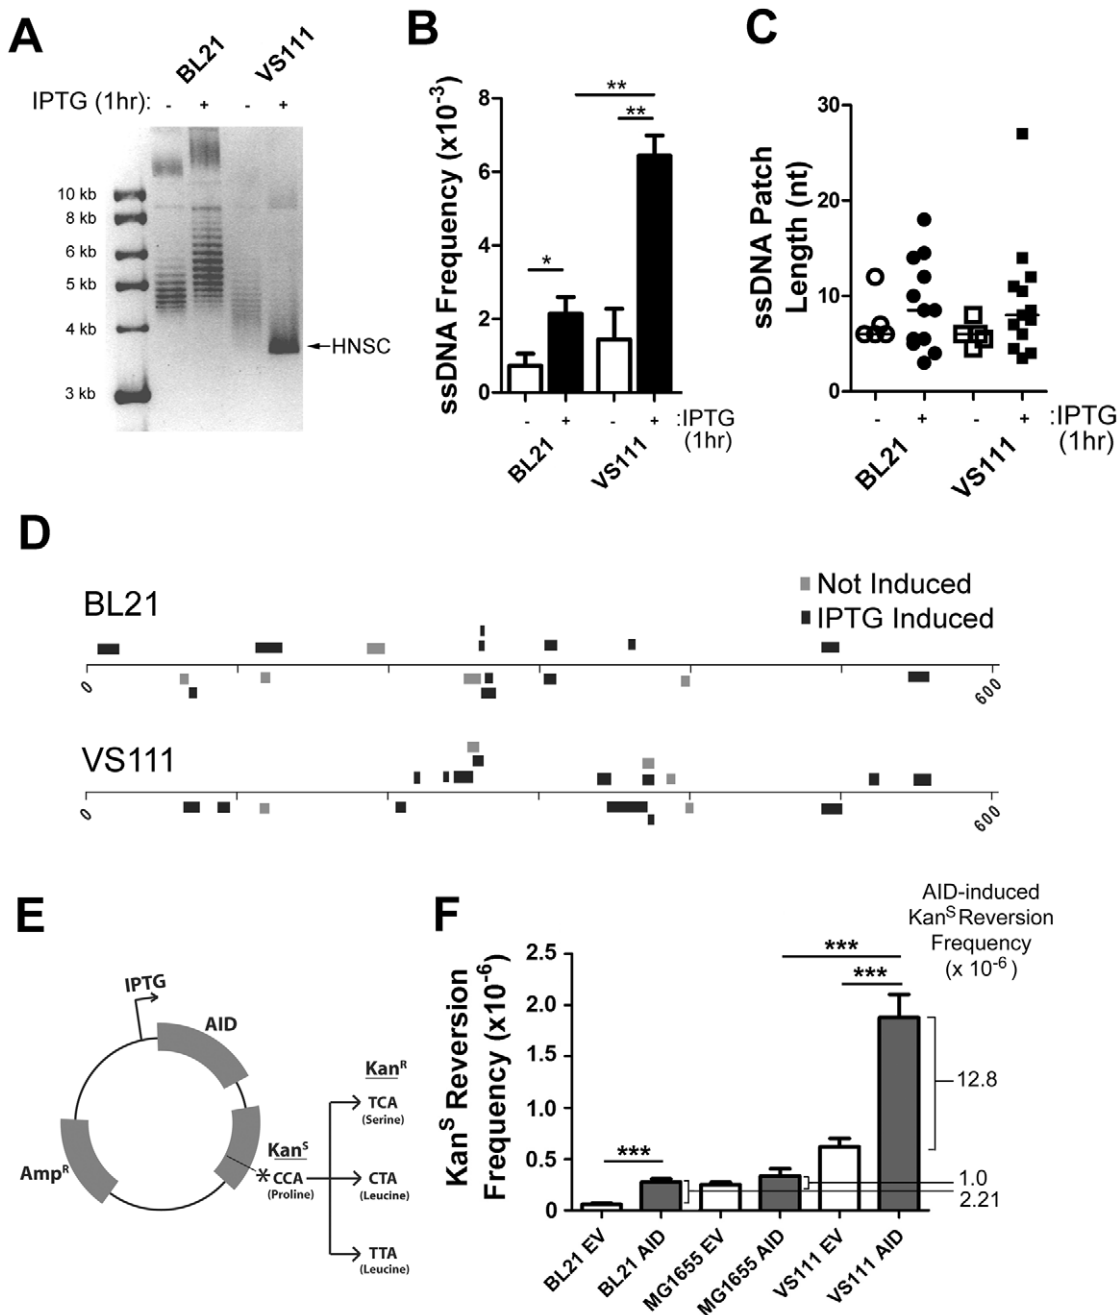 A
BL21
VS111
IPTG (1hr):
-
+
-
+
10 kb
8 kb
6 kb
5 kb
4 kb
3 kb
HNSC
B
ssDNA Frequency (x10-3)
8
6
4
2
0
*
**
**
-
+
-
+
:IPTG
(1hr)
BL21
VS111
C
ssDNA Patch
Length (nt)
30
20
10
0
-
+
-
+
:IPTG
(1hr)
BL21
VS111
D
Not Induced
IPTG Induced
BL21
0
600
VS111
0
600
E
IPTG
AID
AmpR
KanS
*CCA
(Proline)
KanR
TCA
(Serine)
CTA
(Leucine)
TTA
(Leucine)
F
KanS Reversion
Frequency (x10-6)
2.5
2.0
1.5
1.0
0.5
0
***
***
***
AID-induced
KanS Reversion
Frequency
(x 10-6 )
12.8
1.0
2.21
BL21 EV
BL21 AID
MG1655 EV
MG1655 AID
VS111 EV
VS111 AID